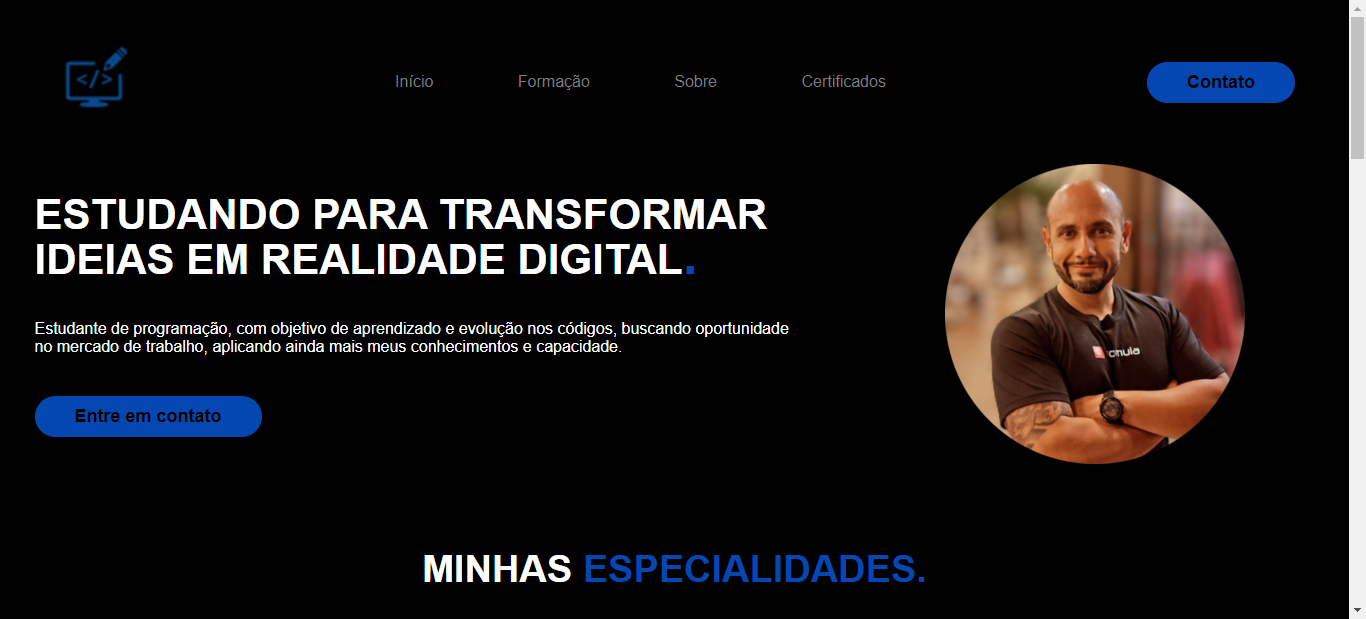 </>
Início Formação Sobre Certificados Contato
ESTUDANDO PARA TRANSFORMAR
IDEIAS EM REALIDADE DIGITAL.
Estudante de programação, com objetivo de aprendizado e evolução nos códigos, buscando oportunidade
no mercado de trabalho, aplicando ainda mais meus conhecimentos e capacidade.
Entre em contato
MINHAS ESPECIALIDADES.